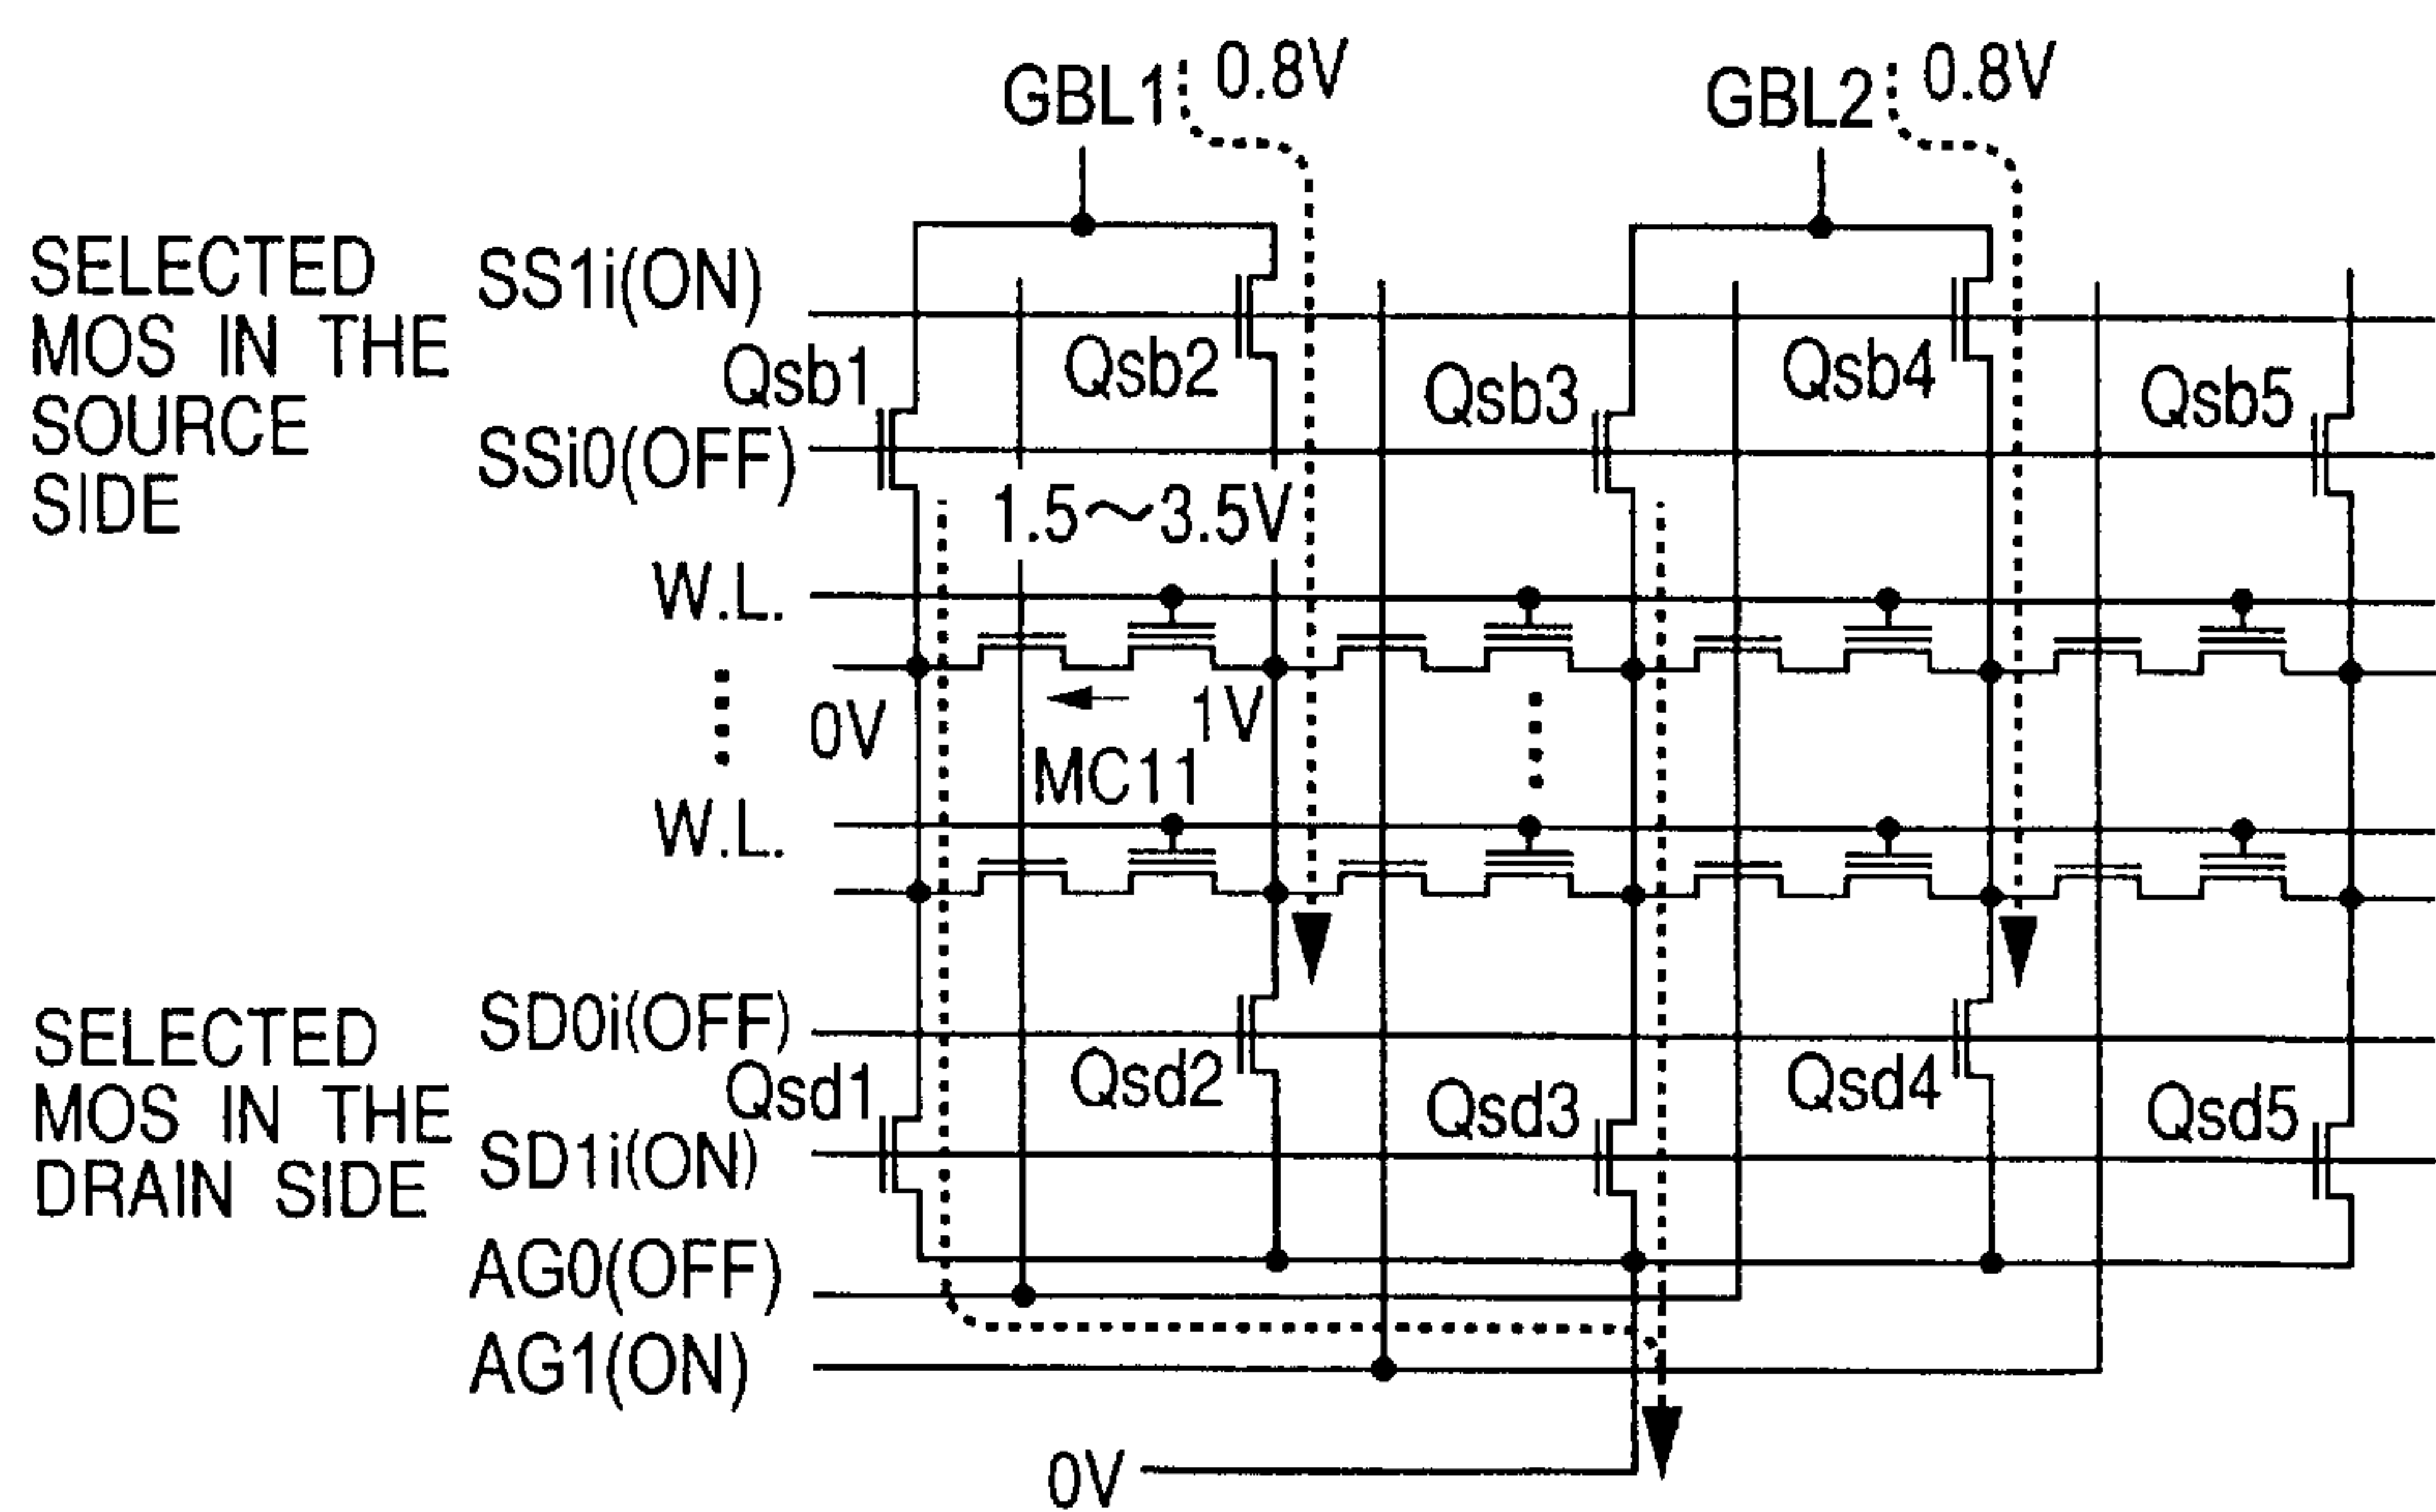 GBL1 0.8V GBL2 0.8V
SELECTED
MOS IN THE
SOURCE
SIDE
SS1i(ON)
Qsb1 Qsb2 Qsb3 Qsb4 Qsb5
SSi0(OFF)
1.5～3.5V
W.L.
0V 1V
MC11
W.L.
SELECTED
MOS IN THE
DRAIN SIDE
SD0i(OFF)
Qsd1 Qsd2 Qsd3 Qsd4 Qsd5
SD1i(ON)
AG0(OFF)
AG1(ON)
0V